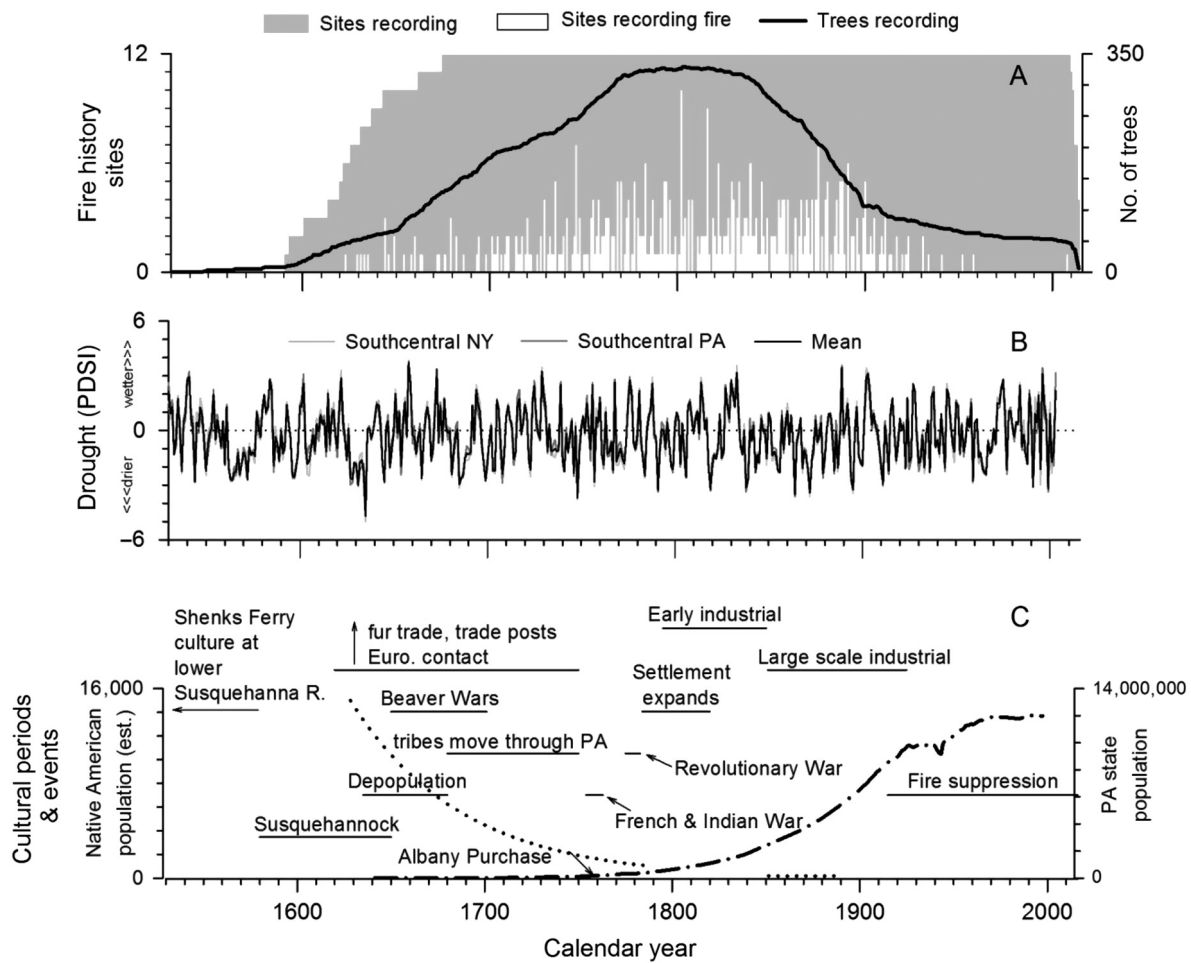 Sites recording Sites recording fire Trees recording
12 350
A
Fire history
sites
No. of trees
0 0
6
Southcentral NY Southcentral PA Mean
B
Drought (PDSI)
wetter>>>
0
<<<drier
–6
C
Shenks Ferry
culture at
lower
Susquehanna R.
fur trade, trade posts
Euro. contact
Early industrial
Large scale industrial
Settlement
expands
16,000 14,000,000
Beaver Wars
tribes move through PA
Revolutionary War
Depopulation
Fire suppression
French & Indian War
Susquehannock
Albany Purchase
Cultural periods
& events
Native American
population (est.)
PA state
population
0 0
1600 1700 1800 1900 2000
Calendar year